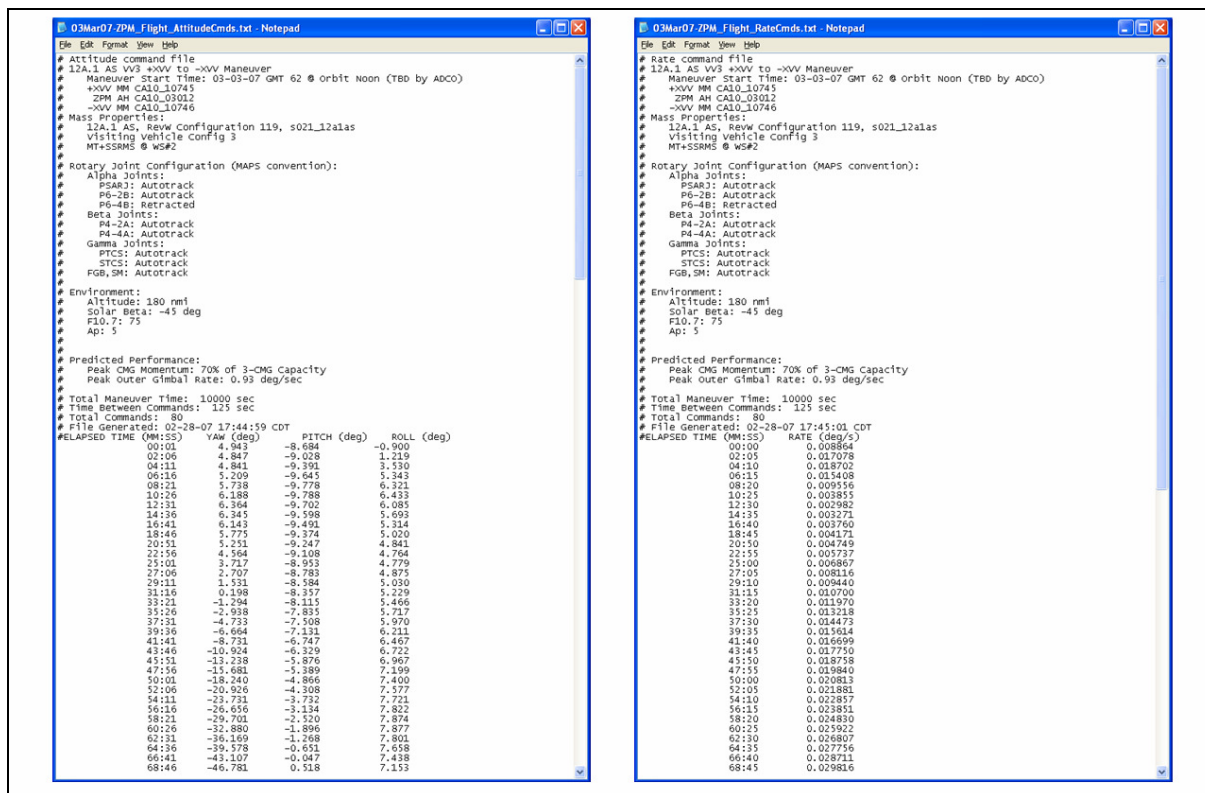 03Mar07-ZPM_Flight_AttitudeCmds.txt - Notepad
File Edit Format View Help
# Attitude command file
# 12A.1 AS VV3 +XVV to -XVV Maneuver
# Maneuver Start Time: 03-03-07 GMT 62 @ Orbit Noon (TBD by ADCO)
# +XVV MM CA10_10745
# ZPM AH CA10_03012
# -XVV MM CA10_10746
# Mass Properties:
# 12A.1 AS, RevW Configuration 119, s021_12a1as
# Visiting Vehicle Config 3
# MT+SSRMS @ WS#2
#
# Rotary Joint Configuration (MAPS convention):
# Alpha Joints:
# PSARJ: Autotrack
# P6-2B: Autotrack
# P6-4B: Retracted
# Beta Joints:
# P4-2A: Autotrack
# P4-4A: Autotrack
# Gamma Joints:
# PTCS: Autotrack
# STCS: Autotrack
# FGB,SM: Autotrack
#
# Environment:
# Altitude: 180 nmi
# Solar Beta: -45 deg
# F10.7: 75
# Ap: 5
#
#
# Predicted Performance:
# Peak CMG Momentum: 70% of 3-CMG Capacity
# Peak Outer Gimbal Rate: 0.93 deg/sec
#
# Total Maneuver Time: 10000 sec
# Time Between Commands: 125 sec
# Total Commands: 80
# File Generated: 02-28-07 17:44:59 CDT
#ELAPSED TIME (MM:SS) YAW (deg) PITCH (deg) ROLL (deg)
00:01 4.943 -8.684 -0.900
02:06 4.847 -9.028 1.219
04:11 4.841 -9.391 3.530
06:16 5.209 -9.645 5.343
08:21 5.738 -9.778 6.321
10:26 6.188 -9.788 6.433
12:31 6.364 -9.702 6.085
14:36 6.345 -9.598 5.693
16:41 6.143 -9.491 5.314
18:46 5.775 -9.374 5.020
20:51 5.251 -9.247 4.841
22:56 4.564 -9.108 4.764
25:01 3.717 -8.953 4.779
27:06 2.707 -8.783 4.875
29:11 1.531 -8.584 5.030
31:16 0.198 -8.357 5.229
33:21 -1.294 -8.115 5.466
35:26 -2.938 -7.835 5.717
37:31 -4.733 -7.508 5.970
39:36 -6.664 -7.131 6.211
41:41 -8.731 -6.747 6.467
43:46 -10.924 -6.329 6.722
45:51 -13.238 -5.876 6.967
47:56 -15.681 -5.389 7.199
50:01 -18.240 -4.866 7.400
52:06 -20.926 -4.308 7.577
54:11 -23.731 -3.732 7.721
56:16 -26.656 -3.134 7.822
58:21 -29.701 -2.520 7.874
60:26 -32.880 -1.896 7.877
62:31 -36.169 -1.268 7.801
64:36 -39.578 -0.651 7.658
66:41 -43.107 -0.047 7.438
68:46 -46.781 0.518 7.153
03Mar07-ZPM_Flight_RateCmds.txt - Notepad
File Edit Format View Help
# Rate command file
# 12A.1 AS VV3 +XVV to -XVV Maneuver
# Maneuver Start Time: 03-03-07 GMT 62 @ Orbit Noon (TBD by ADCO)
# +XVV MM CA10_10745
# ZPM AH CA10_03012
# -XVV MM CA10_10746
# Mass Properties:
# 12A.1 AS, RevW Configuration 119, s021_12a1as
# Visiting Vehicle Config 3
# MT+SSRMS @ WS#2
#
# Rotary Joint Configuration (MAPS convention):
# Alpha Joints:
# PSARJ: Autotrack
# P6-2B: Autotrack
# P6-4B: Retracted
# Beta Joints:
# P4-2A: Autotrack
# P4-4A: Autotrack
# Gamma Joints:
# PTCS: Autotrack
# STCS: Autotrack
# FGB,SM: Autotrack
#
# Environment:
# Altitude: 180 nmi
# Solar Beta: -45 deg
# F10.7: 75
# Ap: 5
#
#
# Predicted Performance:
# Peak CMG Momentum: 70% of 3-CMG Capacity
# Peak Outer Gimbal Rate: 0.93 deg/sec
#
# Total Maneuver Time: 10000 sec
# Time Between Commands: 125 sec
# Total Commands: 80
# File Generated: 02-28-07 17:45:01 CDT
#ELAPSED TIME (MM:SS) RATE (deg/s)
00:00 0.008864
02:05 0.017078
04:10 0.018702
06:15 0.015408
08:20 0.009556
10:25 0.003855
12:30 0.002982
14:35 0.003271
16:40 0.003760
18:45 0.004171
20:50 0.004749
22:55 0.005737
25:00 0.006867
27:05 0.008116
29:10 0.009440
31:15 0.010700
33:20 0.011970
35:25 0.013218
37:30 0.014473
39:35 0.015614
41:40 0.016699
43:45 0.017750
45:50 0.018758
47:55 0.019840
50:00 0.020813
52:05 0.021881
54:10 0.022857
56:15 0.023851
58:20 0.024830
60:25 0.025922
62:30 0.026807
64:35 0.027756
66:40 0.028711
68:45 0.029816